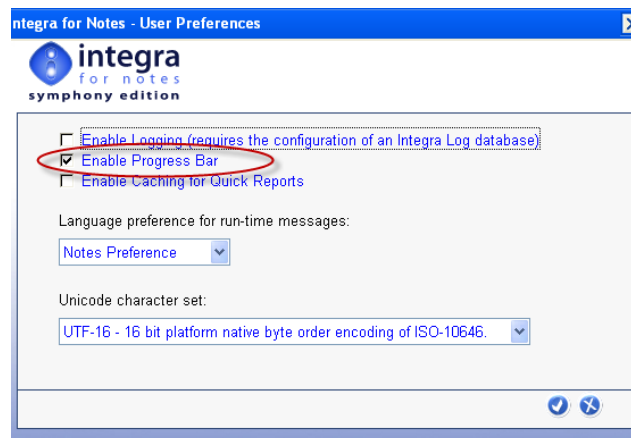 ntegra for Notes - User Preferences
integra
for notes
symphony edition
Enable Logging (requires the configuration of an Integra Log database)
Enable Progress Bar
Enable Caching for Quick Reports
Language preference for run-time messages:
Notes Preference
Unicode character set:
UTF-16 - 16 bit platform native byte order encoding of ISO-10646.